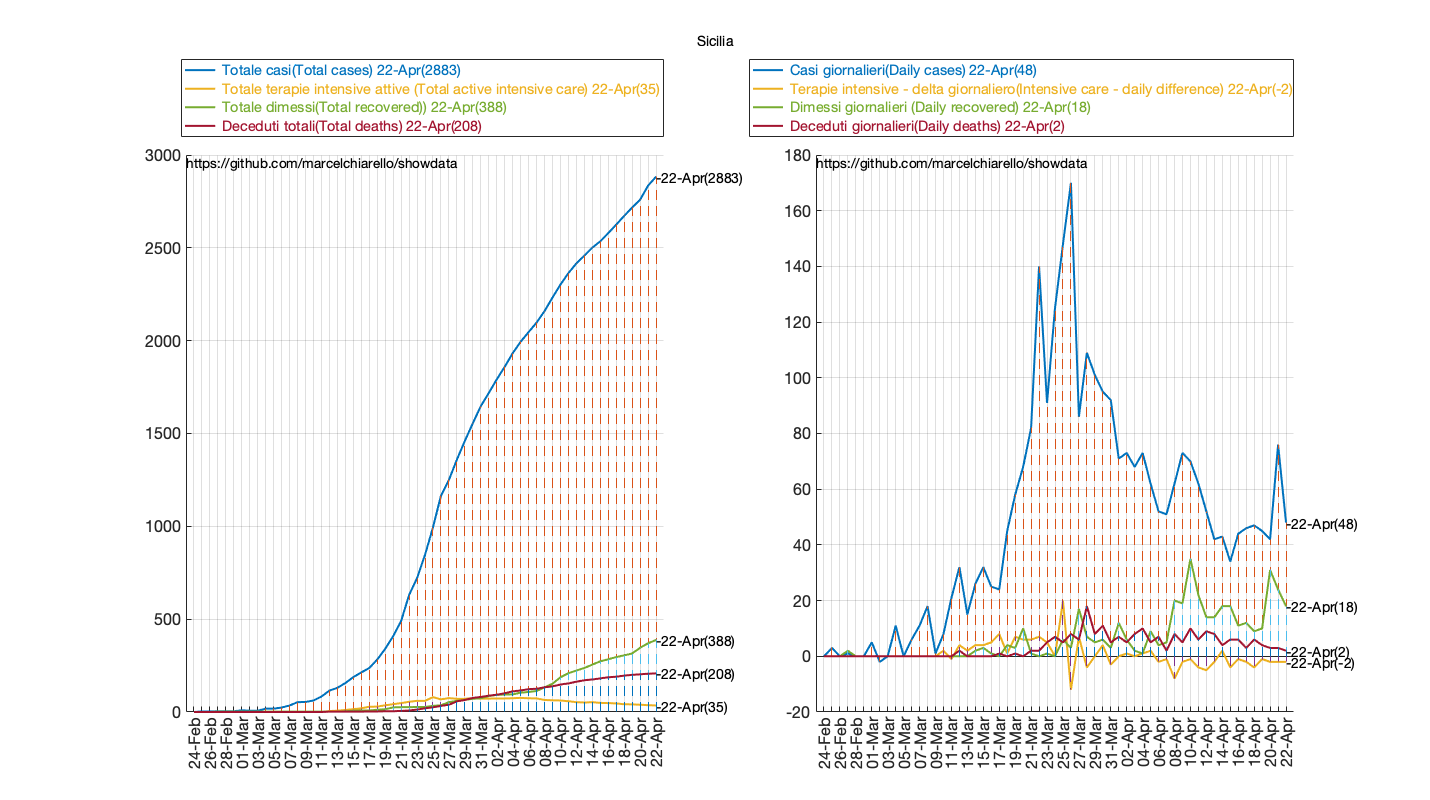 Sicilia
Totale casi(Total cases) 22-Apr(2883)
Totale terapie intensive attive (Total active intensive care) 22-Apr(35)
Totale dimessi(Total recovered)) 22-Apr(388)
Deceduti totali(Total deaths) 22-Apr(208)
Casi giornalieri(Daily cases) 22-Apr(48)
Terapie intensive - delta giornaliero(Intensive care - daily difference) 22-Apr(-2)
Dimessi giornalieri (Daily recovered) 22-Apr(18)
Deceduti giornalieri(Daily deaths) 22-Apr(2)
https://github.com/marcelchiarello/showdata
3000
2500
2000
1500
1000
500
0
22-Apr(2883)
22-Apr(388)
22-Apr(208)
22-Apr(35)
24-Feb
26-Feb
28-Feb
01-Mar
03-Mar
05-Mar
07-Mar
09-Mar
11-Mar
13-Mar
15-Mar
17-Mar
19-Mar
21-Mar
23-Mar
25-Mar
27-Mar
29-Mar
31-Mar
02-Apr
04-Apr
06-Apr
08-Apr
10-Apr
12-Apr
14-Apr
16-Apr
18-Apr
20-Apr
22-Apr
https://github.com/marcelchiarello/showdata
180
160
140
120
100
80
60
40
20
0
-20
22-Apr(48)
22-Apr(18)
22-Apr(2)
22-Apr(-2)
24-Feb
26-Feb
28-Feb
01-Mar
03-Mar
05-Mar
07-Mar
09-Mar
11-Mar
13-Mar
15-Mar
17-Mar
19-Mar
21-Mar
23-Mar
25-Mar
27-Mar
29-Mar
31-Mar
02-Apr
04-Apr
06-Apr
08-Apr
10-Apr
12-Apr
14-Apr
16-Apr
18-Apr
20-Apr
22-Apr